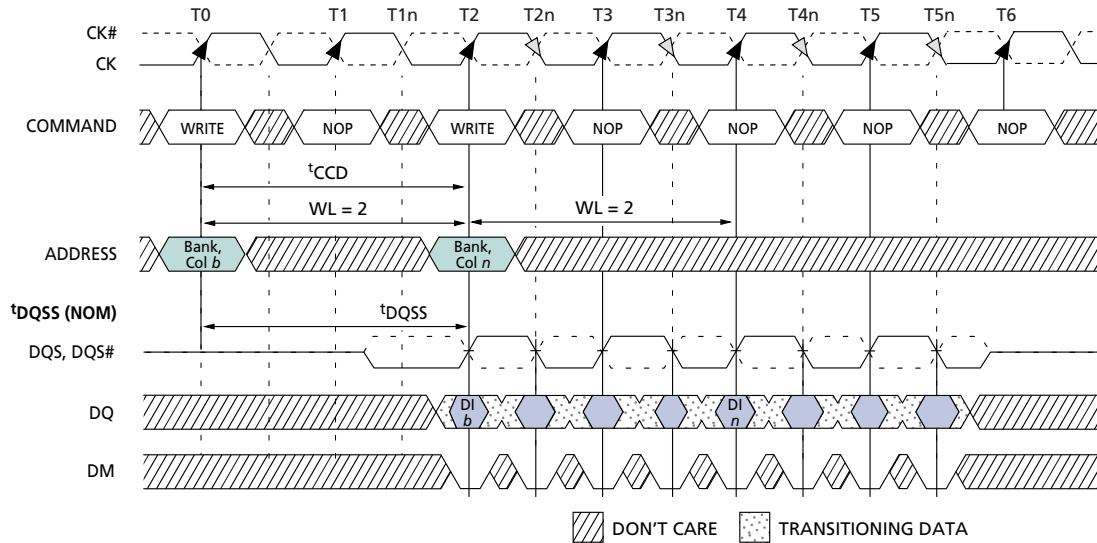 T0 T1 T1n T2 T2n T3 T3n T4 T4n T5 T5n T6
CK#
CK
COMMAND WRITE NOP WRITE NOP NOP NOP NOP
tCCD
WL = 2 WL = 2
ADDRESS Bank, Col b Bank, Col n
tDQSS (NOM) tDQSS
DQS, DQS#
DQ DI b DI n
DM
DON'T CARE TRANSITIONING DATA